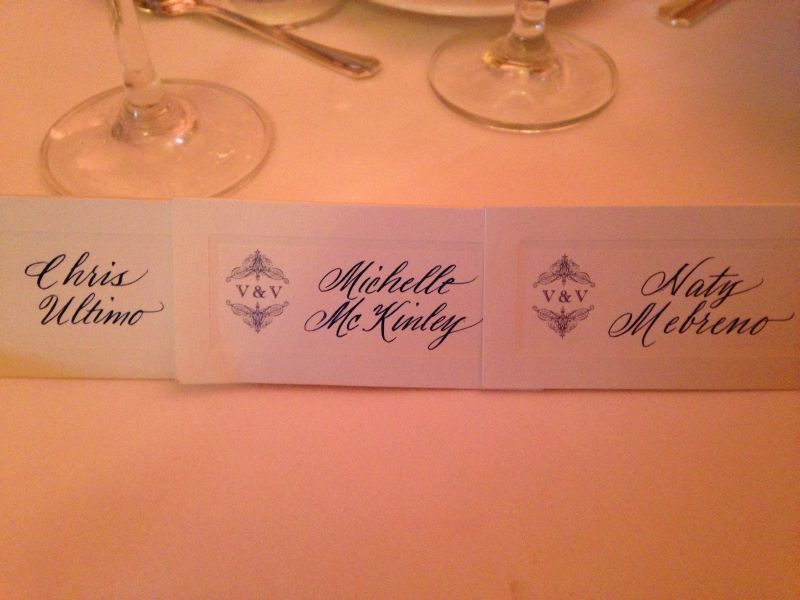 Chris
Ultimo
V & V
Michelle
McKinley
V & V
Naty
Mebreno